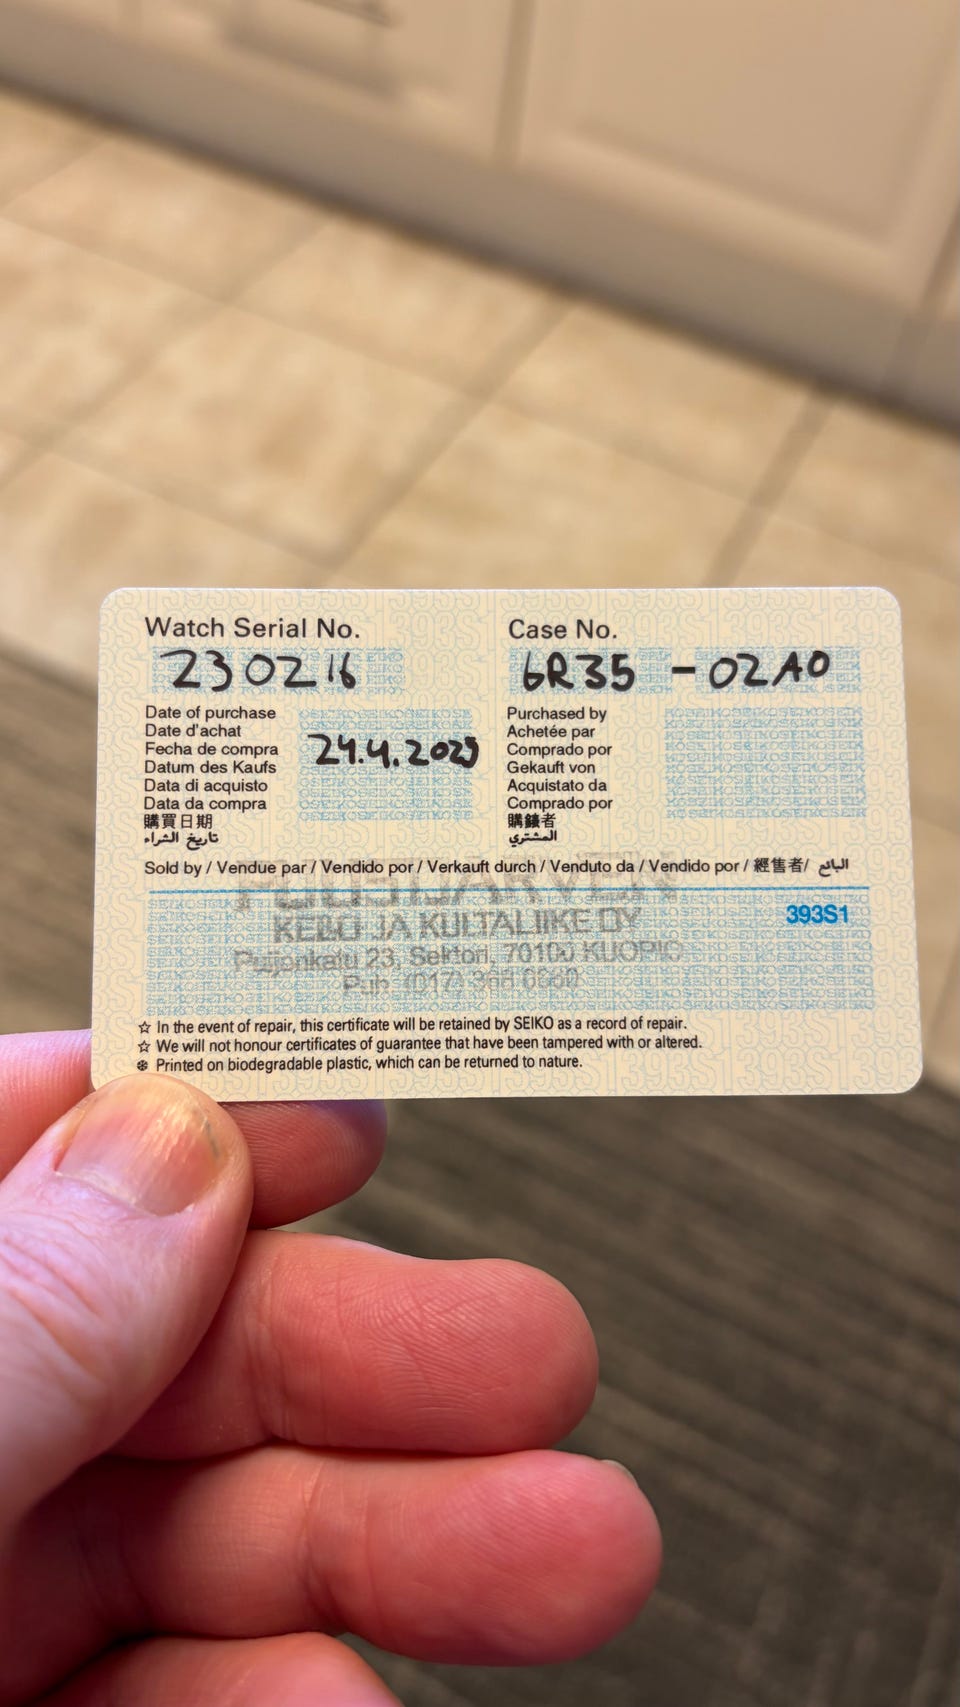 Watch Serial No.
230216
Case No.
6R35 - 02A0
Date of purchase
Date d'achat
Fecha de compra
Datum des Kaufs
Data di acquisto
Data da compra
購買日期
تاريخ الشراء
24.4.2025
Purchased by
Achetée par
Comprado por
Gekauft von
Acquistato da
Comprado por
購錶者
المشتري
Sold by / Vendue par / Vendido por / Verkauft durch / Venduto da / Vendido por / 經售者/ البائع
393S1
KELLO JA KULTALIIKE OY
Puijonkatu 23, Sektori, 70100 KUOPIO
Puh. (017)
☆ In the event of repair, this certificate will be retained by SEIKO as a record of repair.
☆ We will not honour certificates of guarantee that have been tampered with or altered.
❄ Printed on biodegradable plastic, which can be returned to nature.